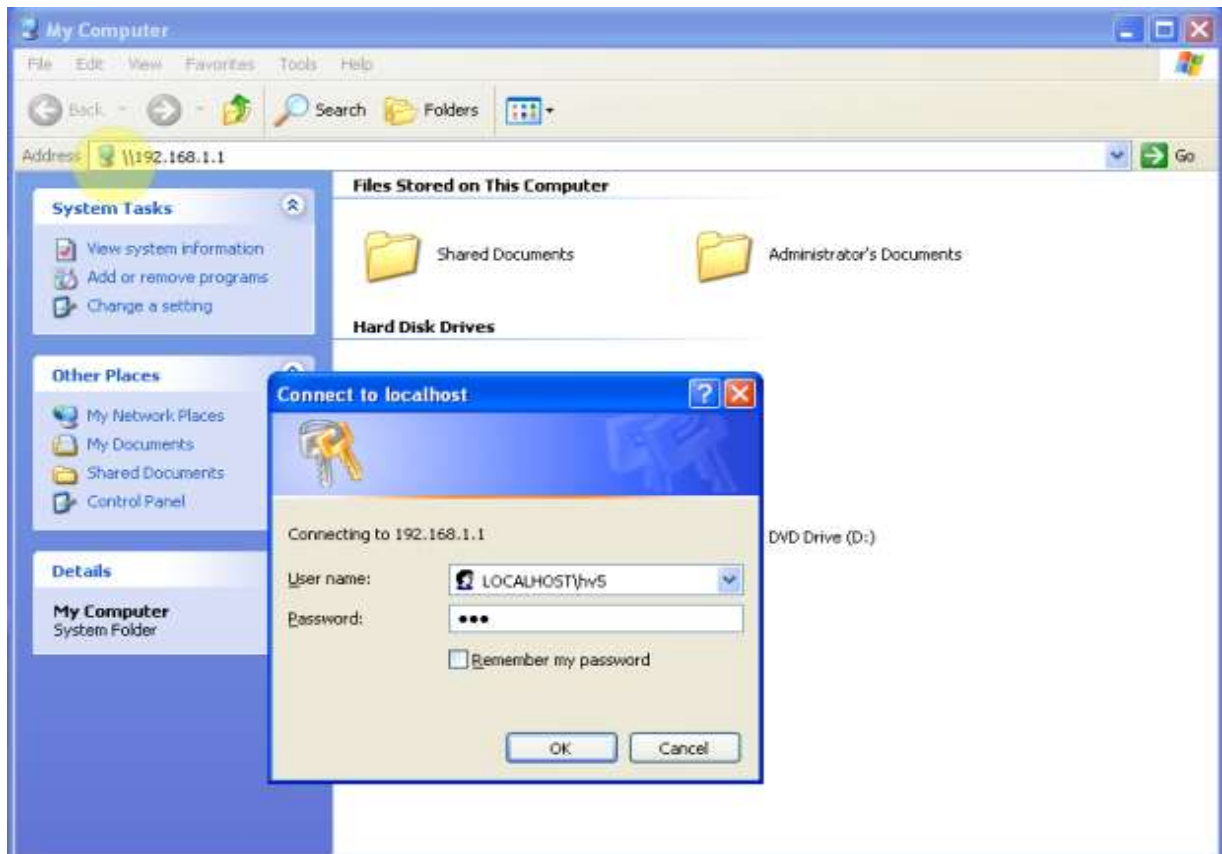 My Computer
File Edit View Favorites Tools Help
Back Search Folders
Address \\192.168.1.1 Go
System Tasks
View system information
Add or remove programs
Change a setting
Other Places
My Network Places
My Documents
Shared Documents
Control Panel
Details
My Computer
System Folder
Files Stored on This Computer
Shared Documents Administrator's Documents
Hard Disk Drives
DVD Drive (D:)
Connect to localhost
Connecting to 192.168.1.1
User name: LOCALHOST\hv5
Password: •••
Remember my password
OK Cancel